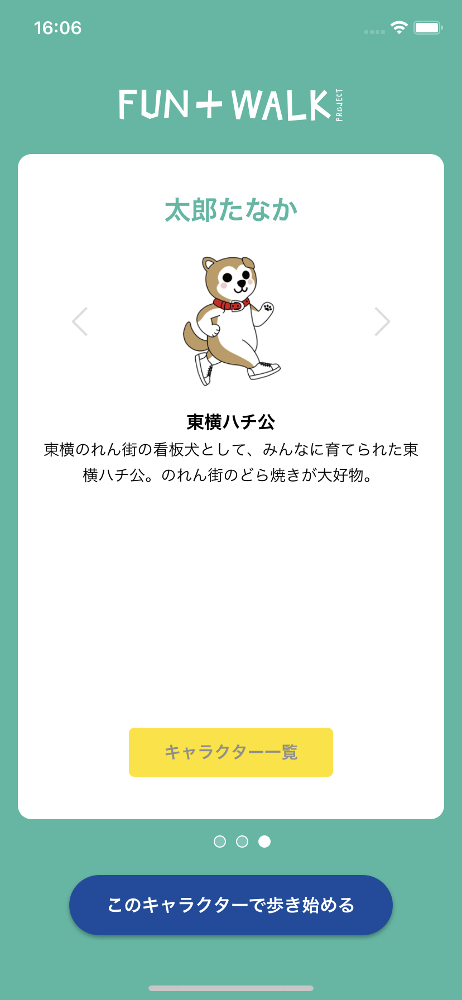 16:06
FUN+WALK PROJECT
太郎たなか
東横ハチ公
東横のれん街の看板犬として、みんなに育てられた東
横ハチ公。のれん街のどら焼きが大好物。
キャラクター一覧
このキャラクターで歩き始める